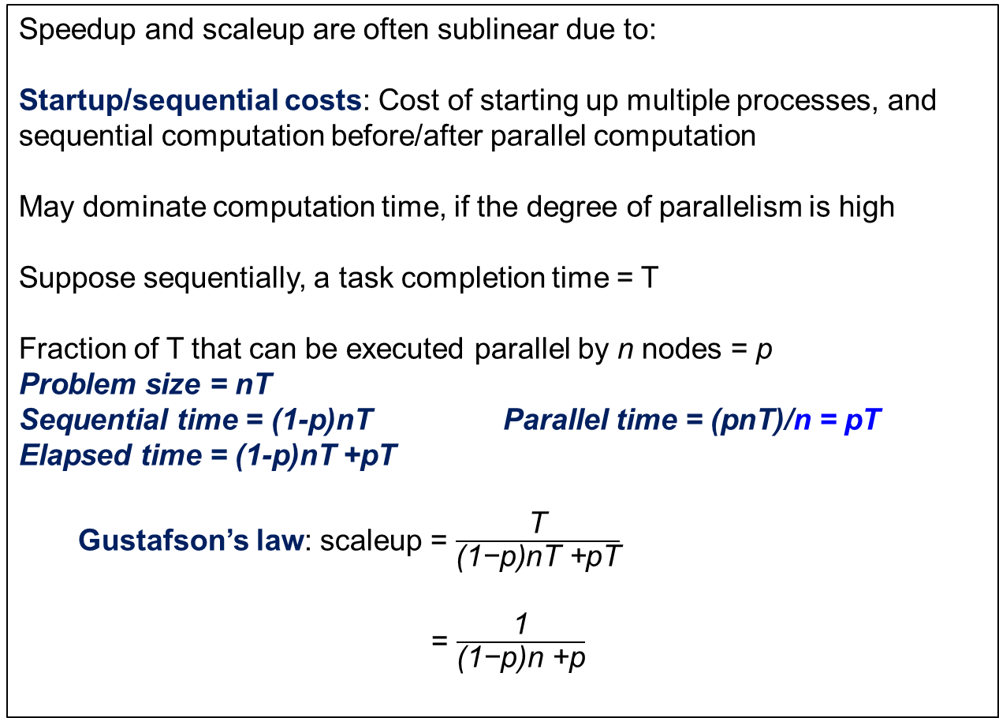 Speedup and scaleup are often sublinear due to:
Startup/sequential costs: Cost of starting up multiple processes, and
sequential computation before/after parallel computation
May dominate computation time, if the degree of parallelism is high
Suppose sequentially, a task completion time = T
Fraction of T that can be executed parallel by n nodes = p
Problem size = nT
Sequential time = (1-p)nT Parallel time = (pnT)/n = pT
Elapsed time = (1-p)nT +pT
T
Gustafson’s law: scaleup =
(1−p)nT +pT
1
=
(1−p)n +p